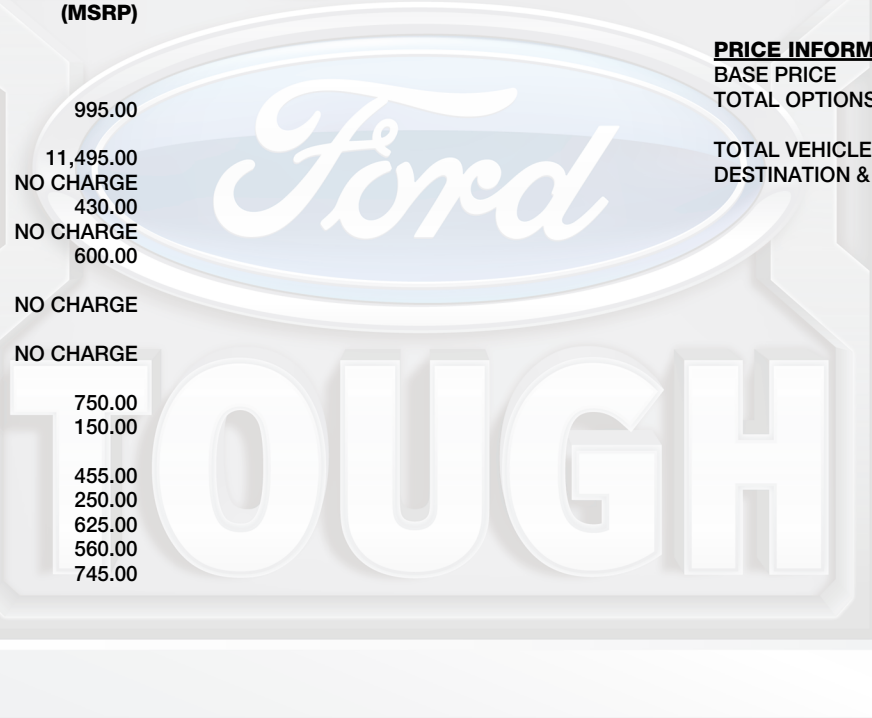 (MSRP)
995.00
11,495.00
NO CHARGE
430.00
NO CHARGE
600.00
NO CHARGE
NO CHARGE
750.00
150.00
455.00
250.00
625.00
560.00
745.00
PRICE INFORM
BASE PRICE
TOTAL OPTIONS
TOTAL VEHICLE
DESTINATION &
Ford
TOUGH